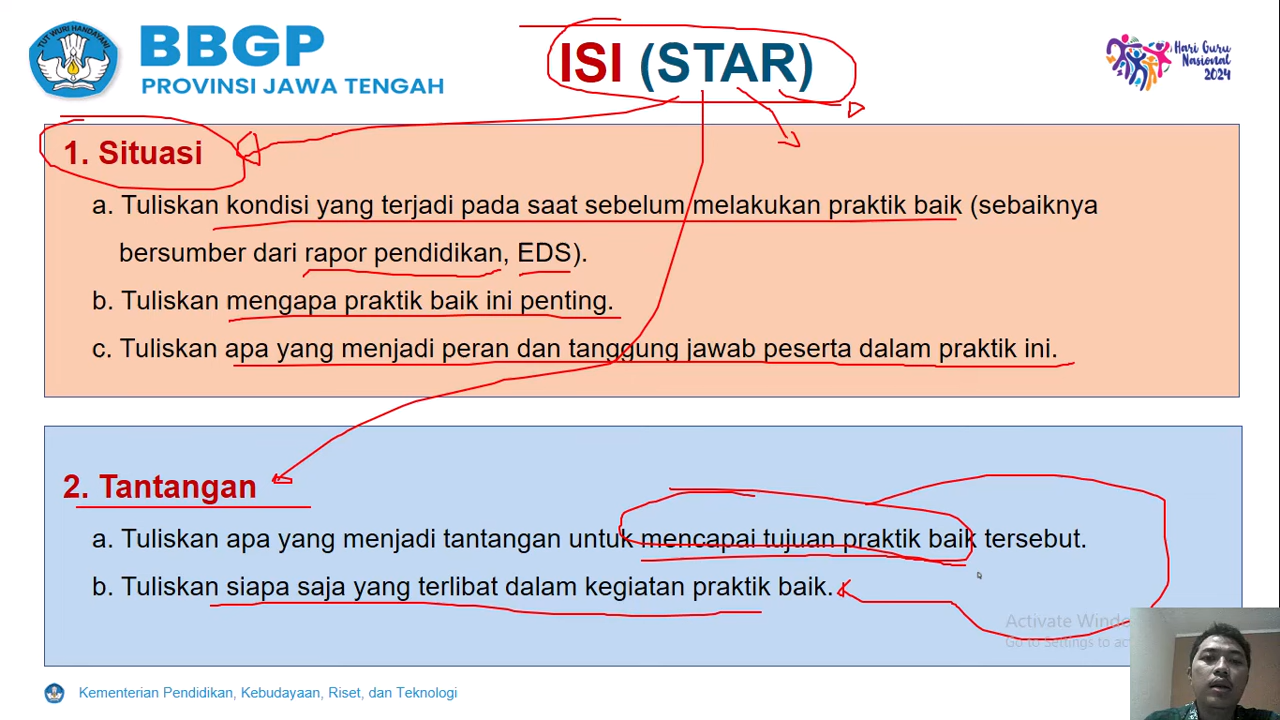 TUT WURI HANDAYANI
BBGP
PROVINSI JAWA TENGAH
ISI (STAR)
Hari Guru
Nasional
2024
1. Situasi
a. Tuliskan kondisi yang terjadi pada saat sebelum melakukan praktik baik (sebaiknya
bersumber dari rapor pendidikan, EDS).
b. Tuliskan mengapa praktik baik ini penting.
c. Tuliskan apa yang menjadi peran dan tanggung jawab peserta dalam praktik ini.
2. Tantangan
a. Tuliskan apa yang menjadi tantangan untuk mencapai tujuan praktik baik tersebut.
b. Tuliskan siapa saja yang terlibat dalam kegiatan praktik baik.
Activate Windo
Go to Settings to
Kementerian Pendidikan, Kebudayaan, Riset, dan Teknologi